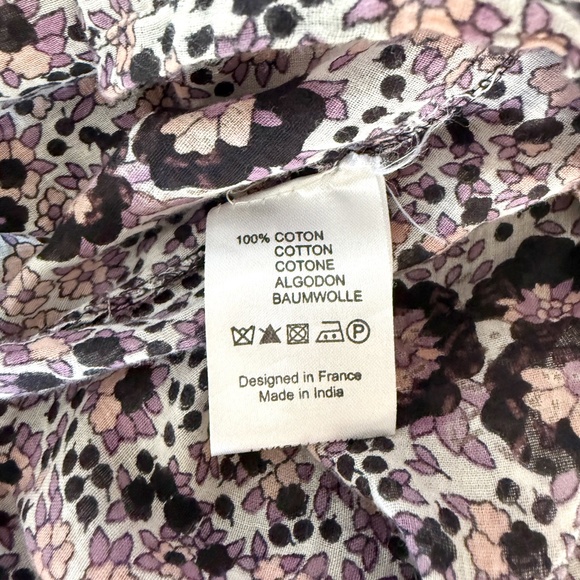 100% COTON
COTTON
COTONE
ALGODON
BAUMWOLLE
P
Designed in France
Made in India